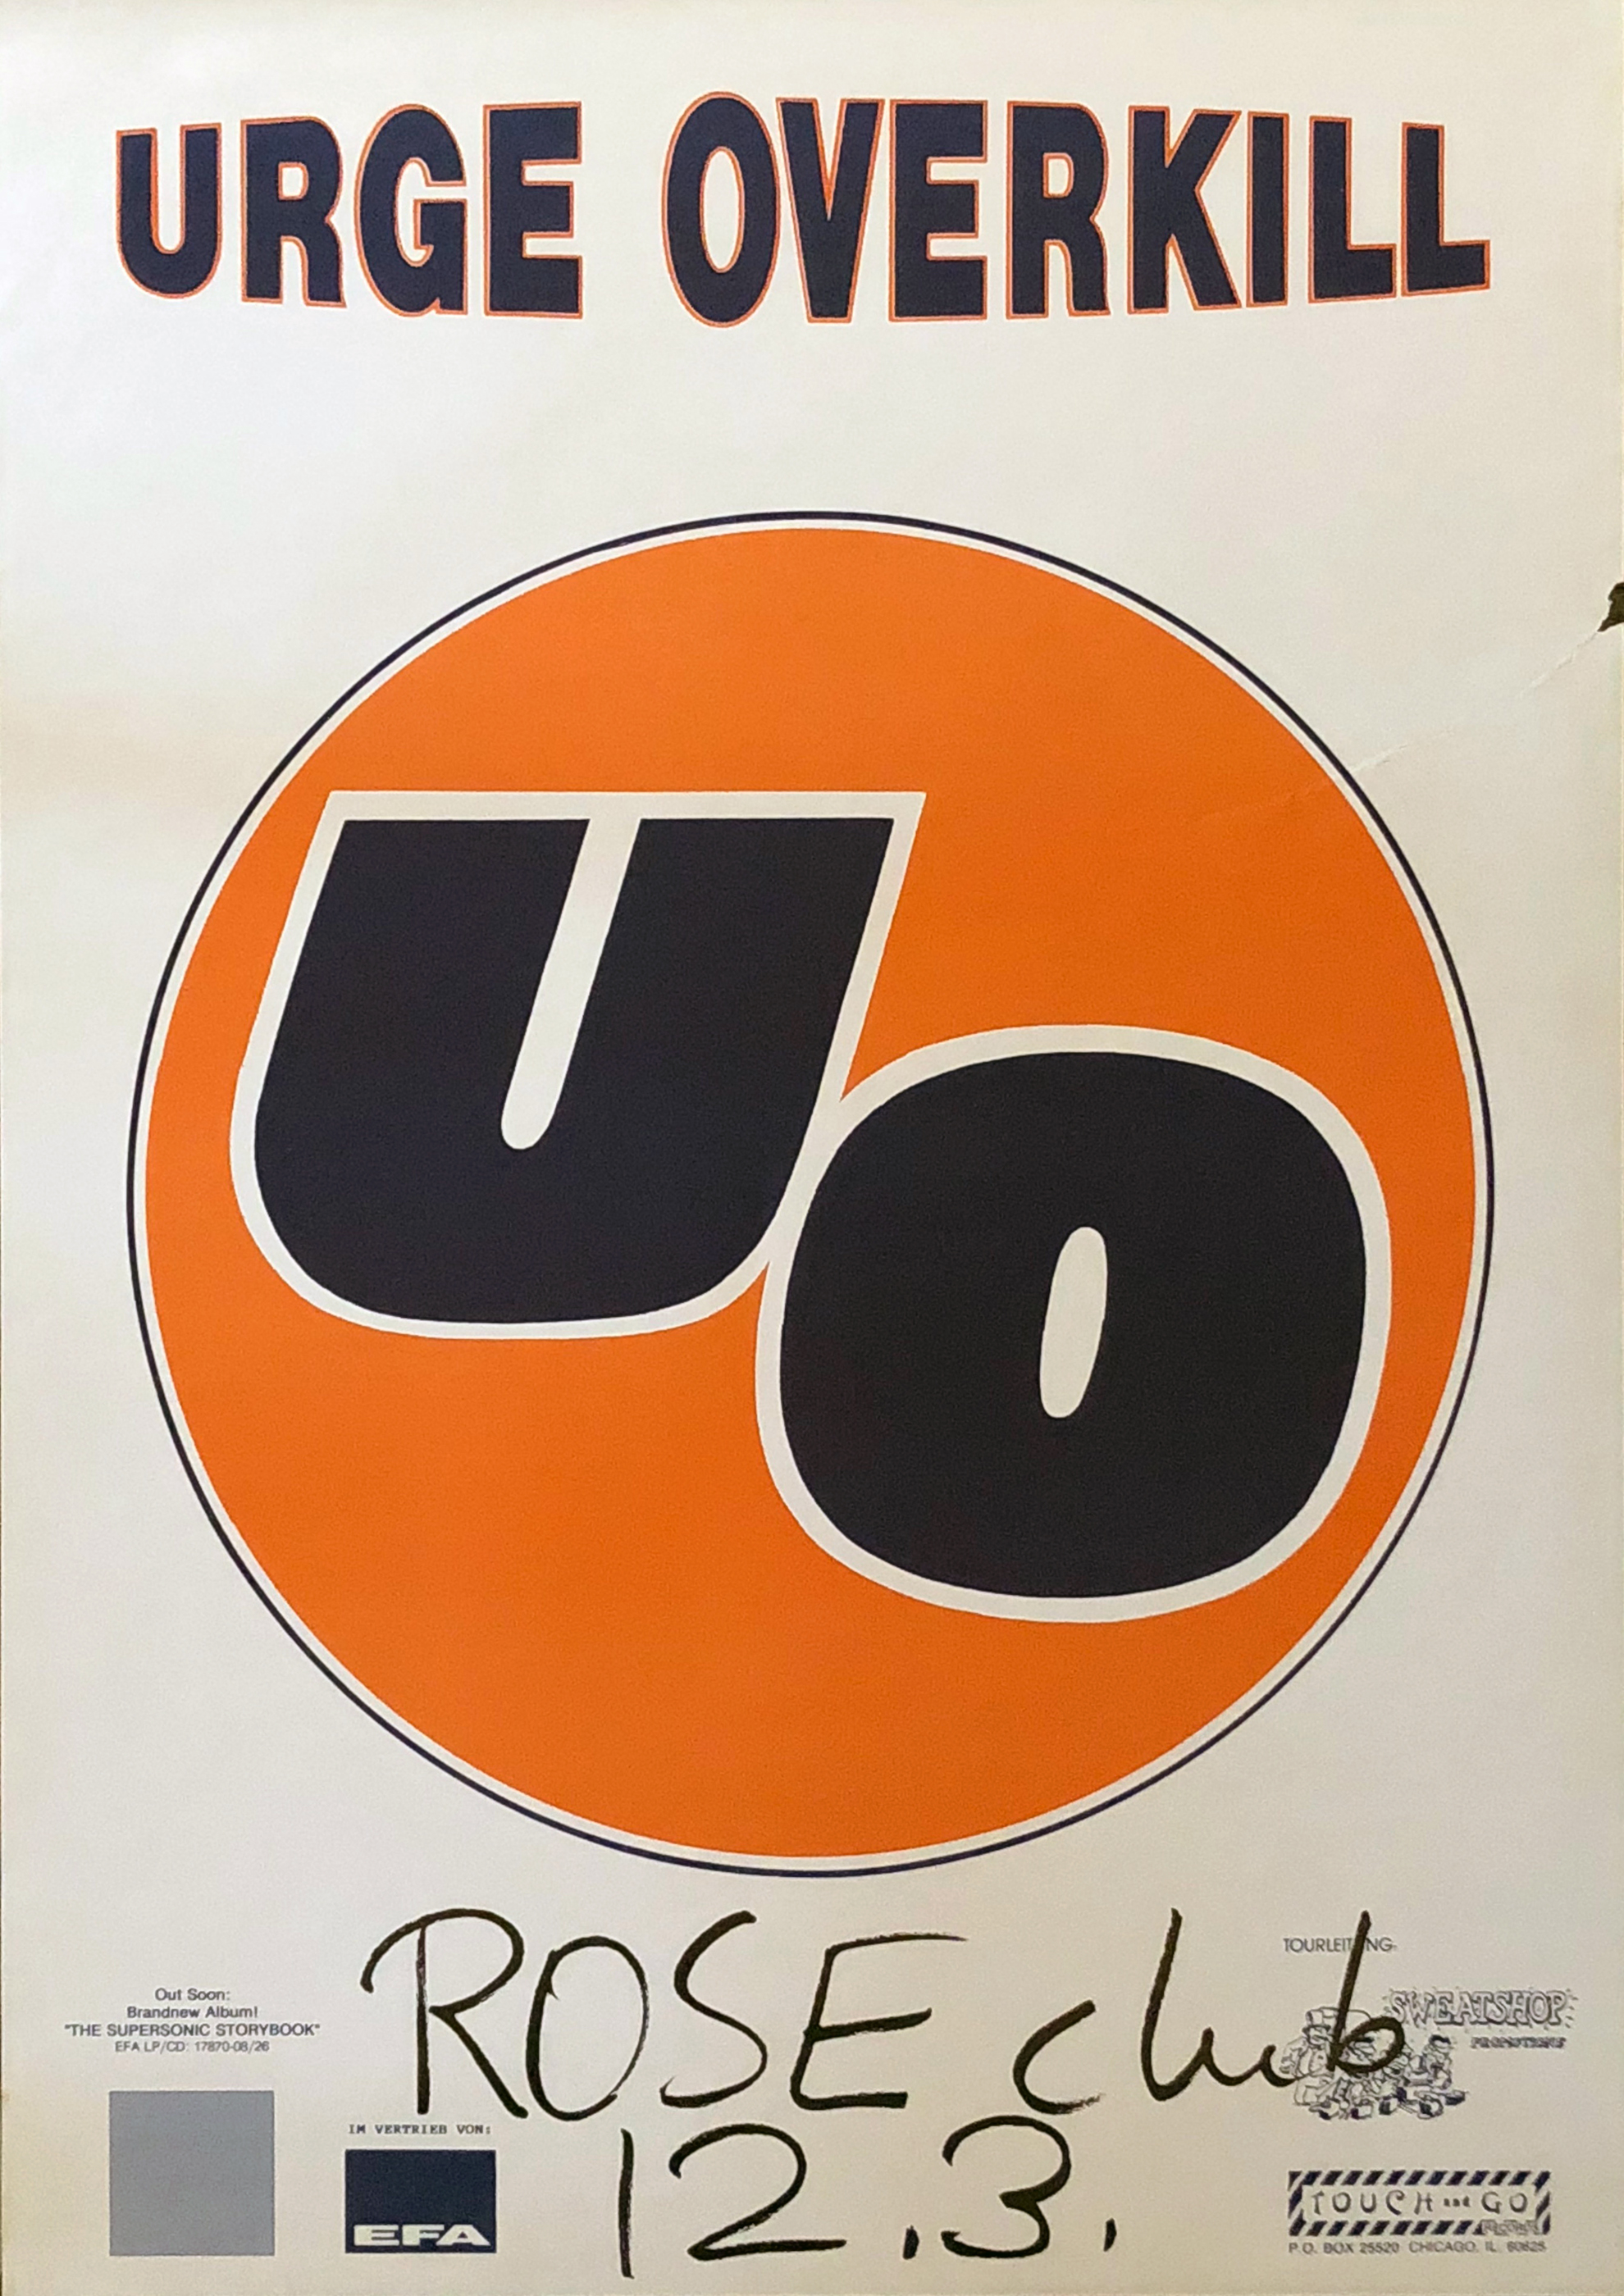 URGE OVERKILL
UO
ROSE club
12.3.
Out Soon:
Brandnew Album!
"THE SUPERSONIC STORYBOOK"
EFA LP/CD: 17870-08/26
IM VERTRIEB VON:
EFA
TOURLEITUNG:
SWEATSHOP
PROMOTIONS
TOUCH and GO
P.O. BOX 25520 CHICAGO, IL 60625